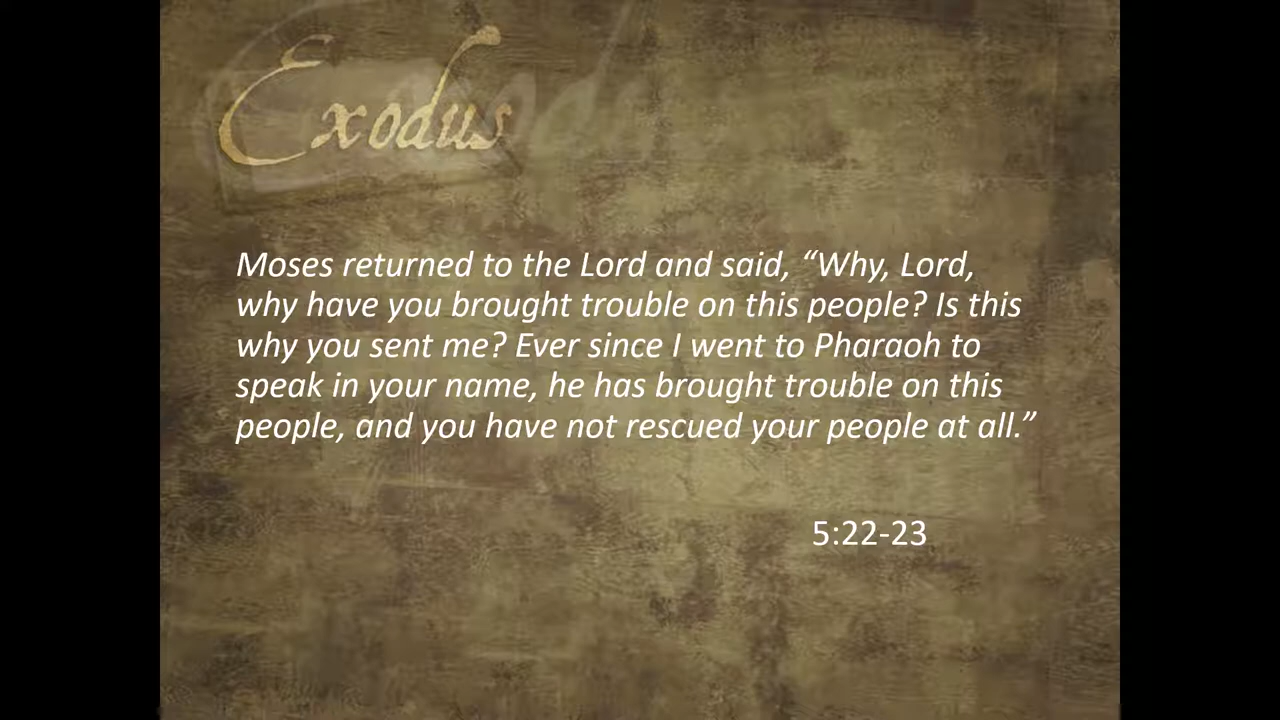 Exodus
Moses returned to the Lord and said, “Why, Lord,
why have you brought trouble on this people? Is this
why you sent me? Ever since I went to Pharaoh to
speak in your name, he has brought trouble on this
people, and you have not rescued your people at all.”
5:22-23